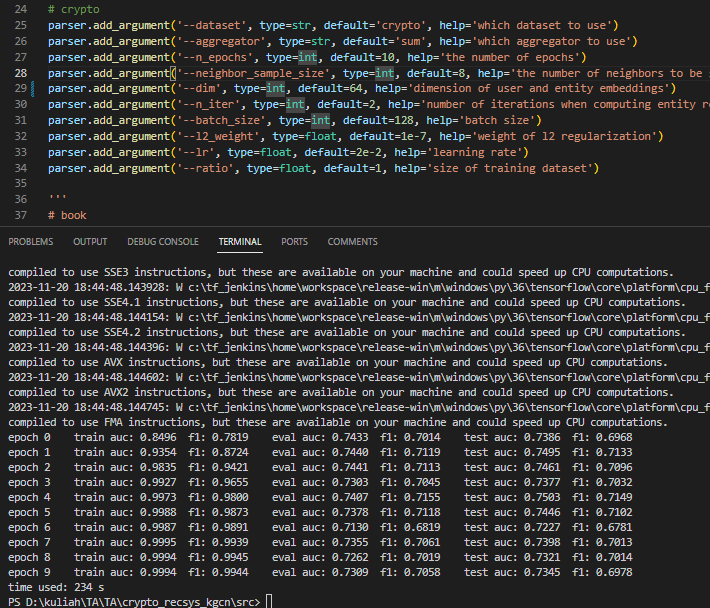 24 # crypto
25 parser.add_argument('--dataset', type=str, default='crypto', help='which dataset to use')
26 parser.add_argument('--aggregator', type=str, default='sum', help='which aggregator to use')
27 parser.add_argument('--n_epochs', type=int, default=10, help='the number of epochs')
28 parser.add_argument('--neighbor_sample_size', type=int, default=8, help='the number of neighbors to be
29 parser.add_argument('--dim', type=int, default=64, help='dimension of user and entity embeddings')
30 parser.add_argument('--n_iter', type=int, default=2, help='number of iterations when computing entity re
31 parser.add_argument('--batch_size', type=int, default=128, help='batch size')
32 parser.add_argument('--l2_weight', type=float, default=1e-7, help='weight of l2 regularization')
33 parser.add_argument('--lr', type=float, default=2e-2, help='learning rate')
34 parser.add_argument('--ratio', type=float, default=1, help='size of training dataset')
35
36 '''
37 # book
PROBLEMS OUTPUT DEBUG CONSOLE TERMINAL PORTS COMMENTS
compiled to use SSE3 instructions, but these are available on your machine and could speed up CPU computations.
2023-11-20 18:44:48.143928: W c:\tf_jenkins\home\workspace\release-win\m\windows\py\36\tensorflow\core\platform\cpu_f
compiled to use SSE4.1 instructions, but these are available on your machine and could speed up CPU computations.
2023-11-20 18:44:48.144154: W c:\tf_jenkins\home\workspace\release-win\m\windows\py\36\tensorflow\core\platform\cpu_f
compiled to use SSE4.2 instructions, but these are available on your machine and could speed up CPU computations.
2023-11-20 18:44:48.144396: W c:\tf_jenkins\home\workspace\release-win\m\windows\py\36\tensorflow\core\platform\cpu_f
compiled to use AVX instructions, but these are available on your machine and could speed up CPU computations.
2023-11-20 18:44:48.144602: W c:\tf_jenkins\home\workspace\release-win\m\windows\py\36\tensorflow\core\platform\cpu_f
compiled to use AVX2 instructions, but these are available on your machine and could speed up CPU computations.
2023-11-20 18:44:48.144745: W c:\tf_jenkins\home\workspace\release-win\m\windows\py\36\tensorflow\core\platform\cpu_f
compiled to use FMA instructions, but these are available on your machine and could speed up CPU computations.
epoch 0 train auc: 0.8496 f1: 0.7819 eval auc: 0.7433 f1: 0.7014 test auc: 0.7386 f1: 0.6968
epoch 1 train auc: 0.9354 f1: 0.8724 eval auc: 0.7440 f1: 0.7119 test auc: 0.7495 f1: 0.7133
epoch 2 train auc: 0.9835 f1: 0.9421 eval auc: 0.7441 f1: 0.7113 test auc: 0.7461 f1: 0.7096
epoch 3 train auc: 0.9927 f1: 0.9655 eval auc: 0.7303 f1: 0.7045 test auc: 0.7377 f1: 0.7032
epoch 4 train auc: 0.9973 f1: 0.9800 eval auc: 0.7407 f1: 0.7155 test auc: 0.7503 f1: 0.7149
epoch 5 train auc: 0.9988 f1: 0.9873 eval auc: 0.7378 f1: 0.7118 test auc: 0.7446 f1: 0.7102
epoch 6 train auc: 0.9987 f1: 0.9891 eval auc: 0.7130 f1: 0.6819 test auc: 0.7227 f1: 0.6781
epoch 7 train auc: 0.9995 f1: 0.9939 eval auc: 0.7355 f1: 0.7061 test auc: 0.7398 f1: 0.7013
epoch 8 train auc: 0.9994 f1: 0.9945 eval auc: 0.7262 f1: 0.7019 test auc: 0.7321 f1: 0.7014
epoch 9 train auc: 0.9994 f1: 0.9944 eval auc: 0.7309 f1: 0.7058 test auc: 0.7345 f1: 0.6978
time used: 234 s
PS D:\kuliah\TA\TA\crypto_recsys_kgcn\src>